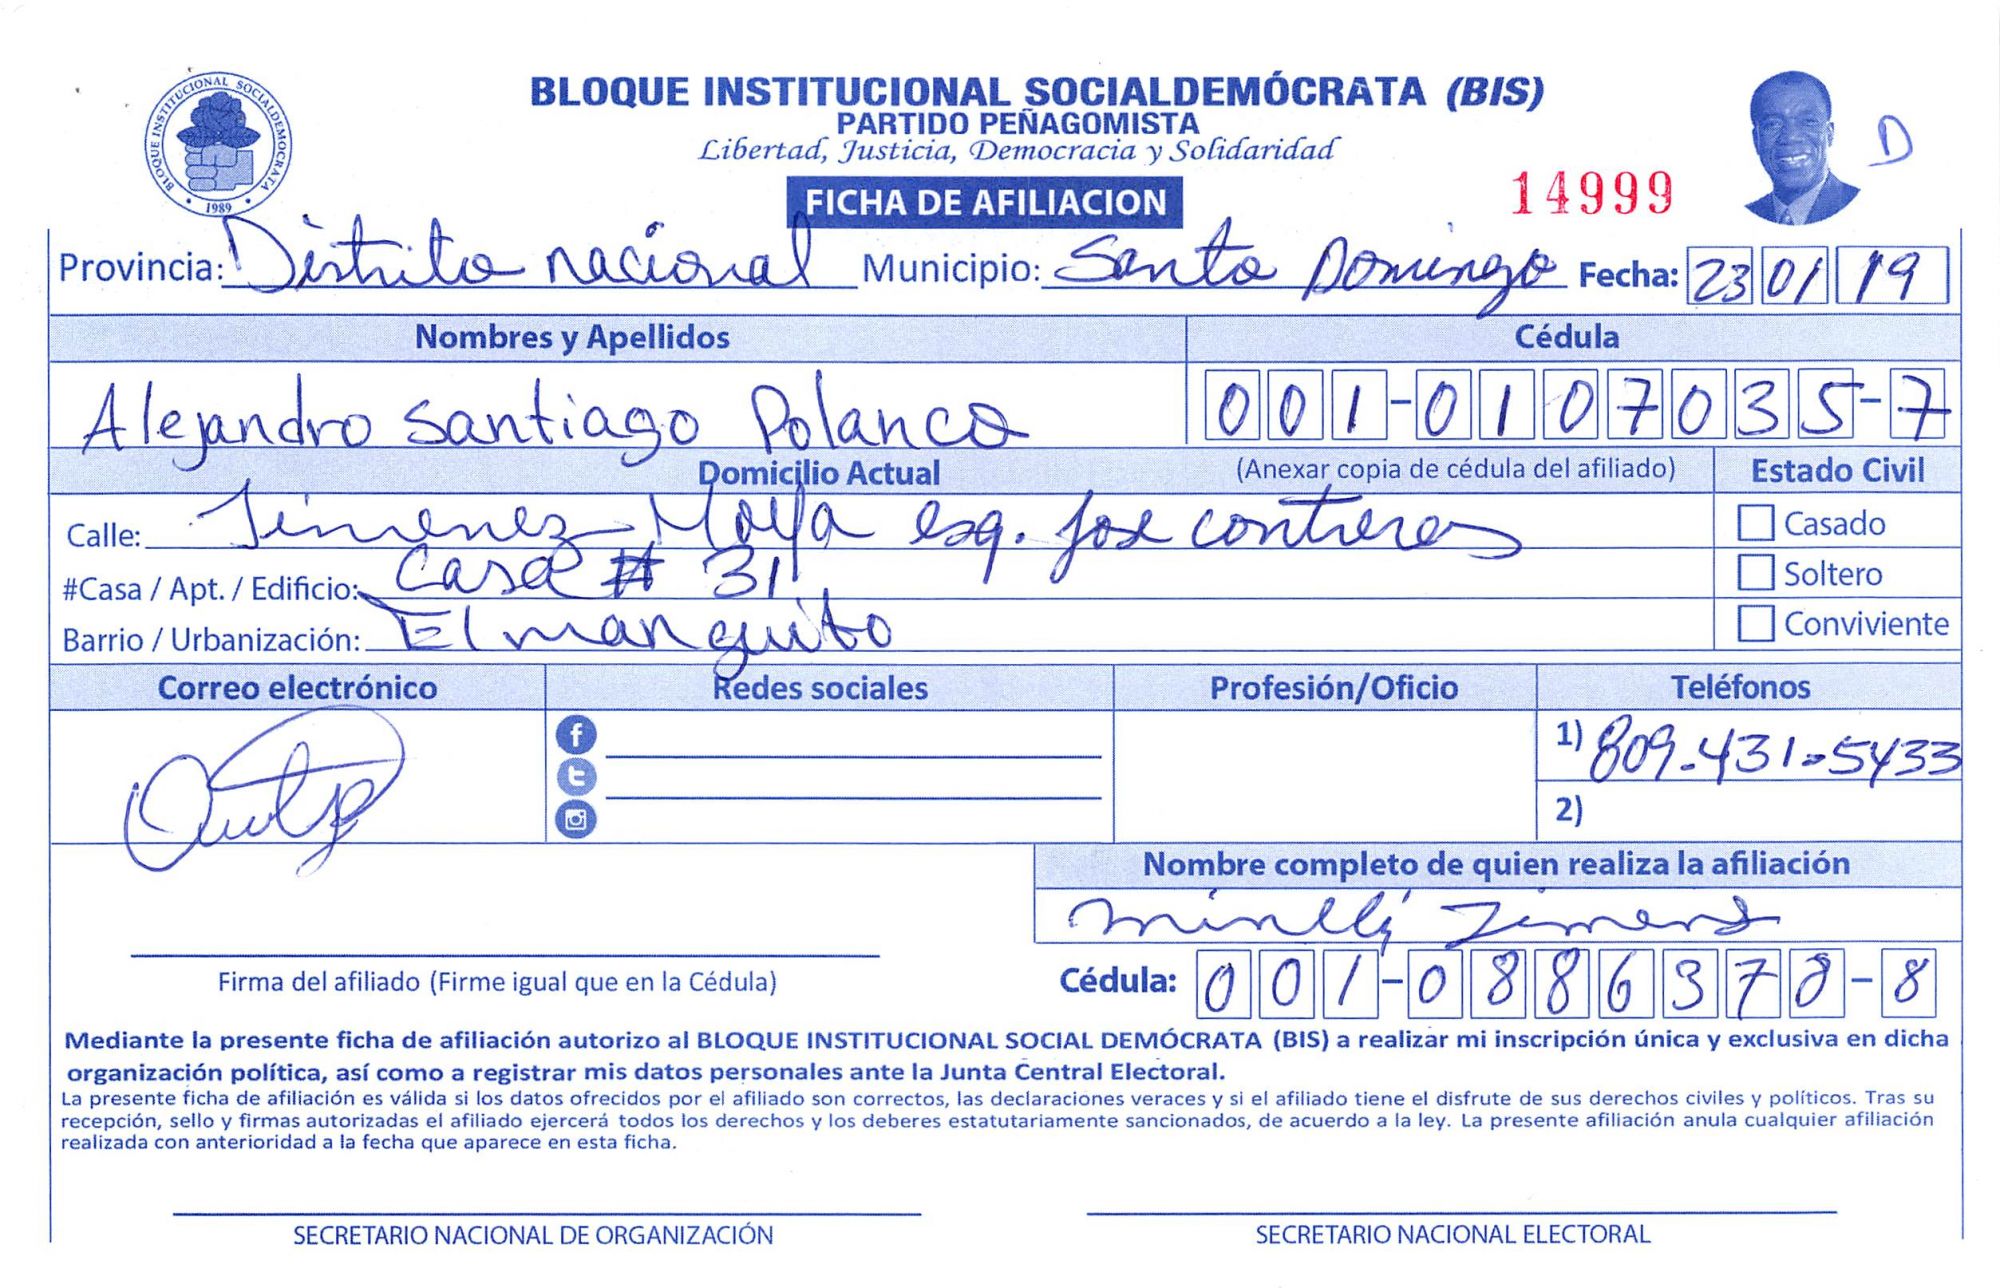 BLOQUE INSTITUCIONAL SOCIALDEMOCRATA
1989
BLOQUE INSTITUCIONAL SOCIALDEMÓCRATA (BIS)
PARTIDO PEÑAGOMISTA
Libertad, Justicia, Democracia y Solidaridad
D
FICHA DE AFILIACION
14999
Provincia: Distrito nacional Municipio: Santo Domingo Fecha: 23 01 19
Nombres y Apellidos Cédula
Alejandro Santiago Polanco 001-0107035-7
Domicilio Actual (Anexar copia de cédula del afiliado) Estado Civil
Calle: Jimenez Moya esq. Jose contreras Casado
#Casa / Apt. / Edificio: Casa # 31 Soltero
Barrio / Urbanización: El manguito Conviviente
Correo electrónico Redes sociales Profesión/Oficio Teléfonos
1) 809-431-5433
2)
Nombre completo de quien realiza la afiliación
Cédula: 001-0886378-8
Firma del afiliado (Firme igual que en la Cédula)
Mediante la presente ficha de afiliación autorizo al BLOQUE INSTITUCIONAL SOCIAL DEMÓCRATA (BIS) a realizar mi inscripción única y exclusiva en dicha
organización política, así como a registrar mis datos personales ante la Junta Central Electoral.
La presente ficha de afiliación es válida si los datos ofrecidos por el afiliado son correctos, las declaraciones veraces y si el afiliado tiene el disfrute de sus derechos civiles y políticos. Tras su
recepción, sello y firmas autorizadas el afiliado ejercerá todos los derechos y los deberes estatutariamente sancionados, de acuerdo a la ley. La presente afiliación anula cualquier afiliación
realizada con anterioridad a la fecha que aparece en esta ficha.
SECRETARIO NACIONAL DE ORGANIZACIÓN SECRETARIO NACIONAL ELECTORAL